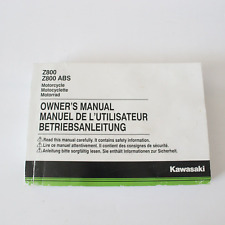 Z800
Z800 ABS
Motorcycle
Motocyclette
Motorrad
OWNER'S MANUAL
MANUEL DE L'UTILISATEUR
BETRIEBSANLEITUNG
Read this manual carefully. It contains safety information.
Lire ce manuel attentivement. Il contient des consignes de sécurité.
Anleitung bitte sorgfältig lesen. Sie enthält Informationen zur Sicherheit.
Kawasaki